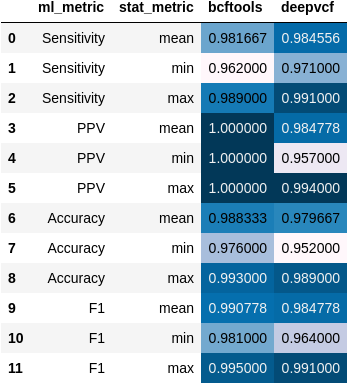 ml_metric stat_metric bcftools deepvcf
0 Sensitivity mean 0.981667 0.984556
1 Sensitivity min 0.962000 0.971000
2 Sensitivity max 0.989000 0.991000
3 PPV mean 1.000000 0.984778
4 PPV min 1.000000 0.957000
5 PPV max 1.000000 0.994000
6 Accuracy mean 0.988333 0.979667
7 Accuracy min 0.976000 0.952000
8 Accuracy max 0.993000 0.989000
9 F1 mean 0.990778 0.984778
10 F1 min 0.981000 0.964000
11 F1 max 0.995000 0.991000